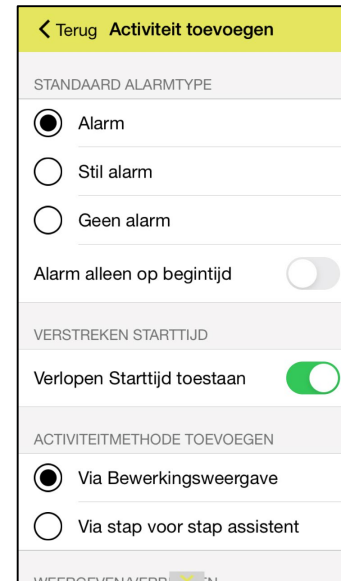 Terug Activiteit toevoegen
STANDAARD ALARMTYPE
Alarm
Stil alarm
Geen alarm
Alarm alleen op begintijd
VERSTREKEN STARTTIJD
Verlopen Starttijd toestaan
ACTIVITEITMETHODE TOEVOEGEN
Via Bewerkingsweergave
Via stap voor stap assistent